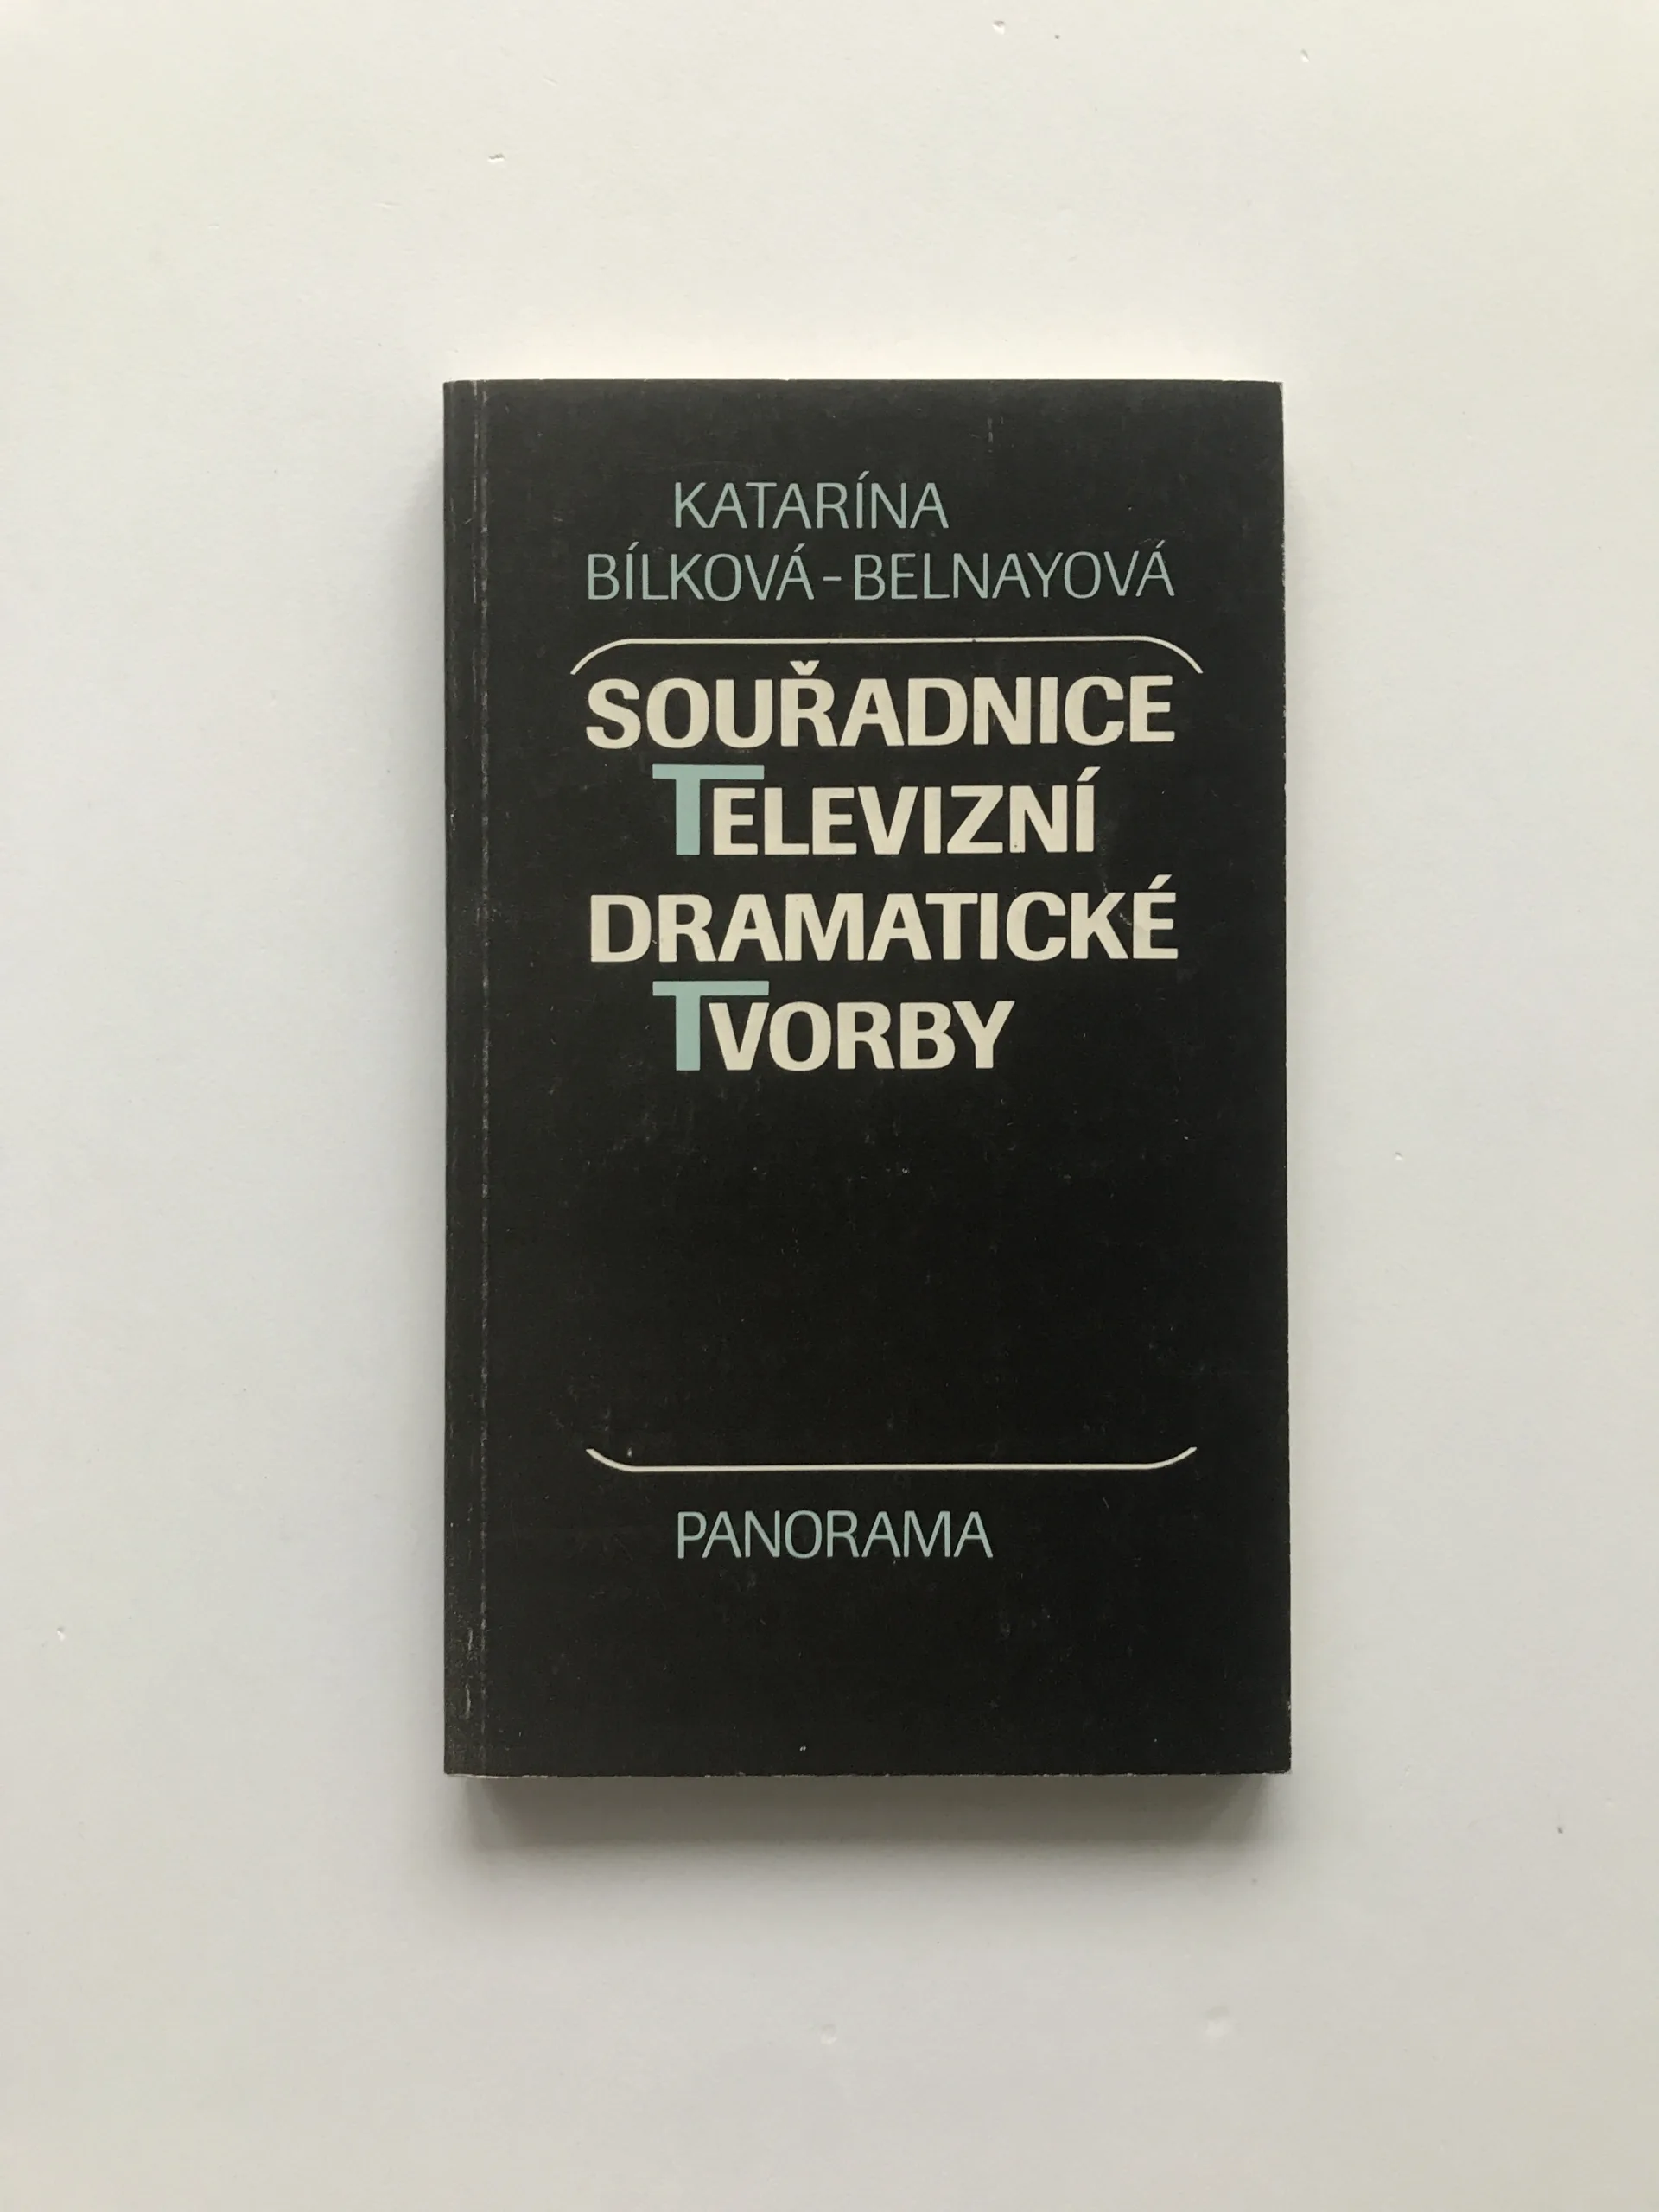 KATARÍNA
BÍLKOVÁ-BELNAYOVÁ
SOUŘADNICE
TELEVIZNÍ
DRAMATICKÉ
TVORBY
PANORAMA